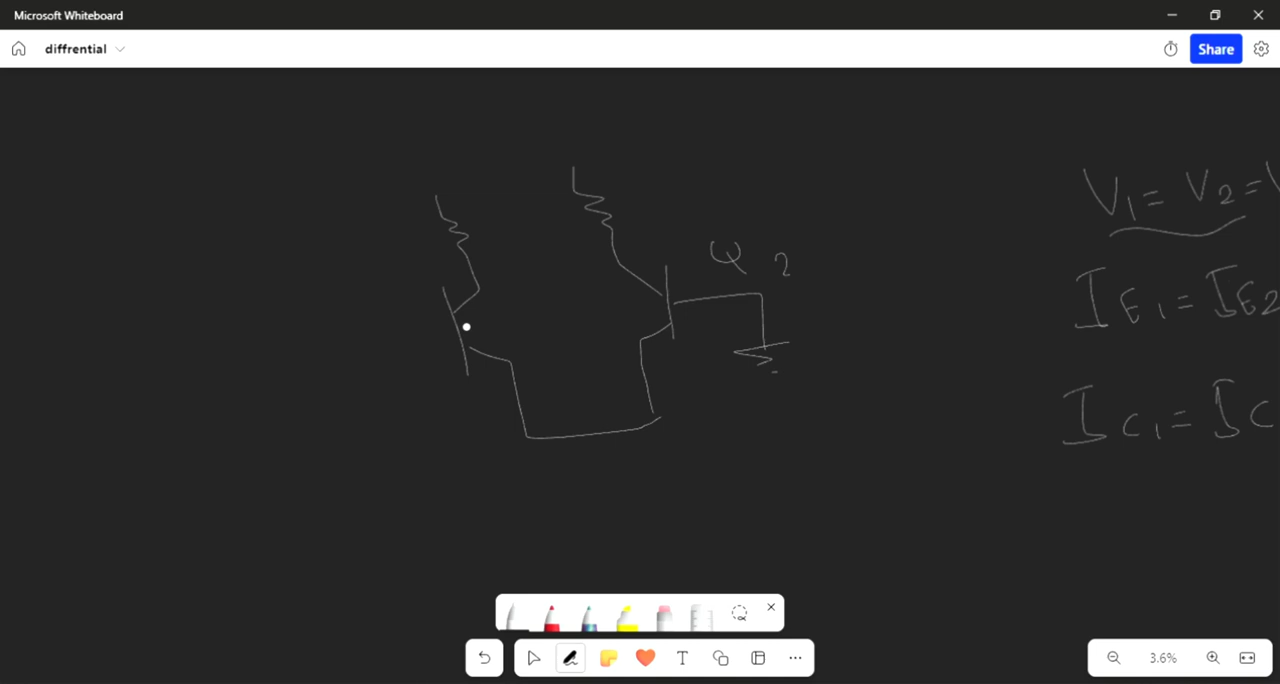 Microsoft Whiteboard
diffrential
Share
Q 2
V1 = V2 =
IE1 = IE2
IC1 = IC
T
3.6%